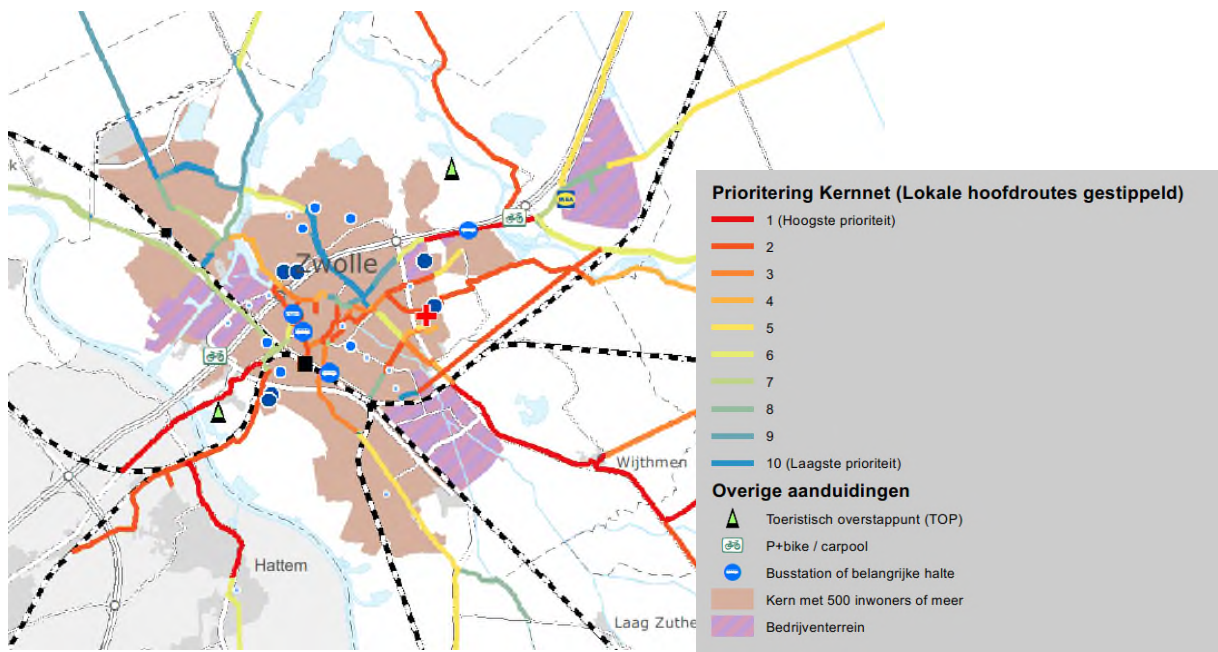 Zwolle
IKEA
Wijthmen
Hattem
Laag Zuthe
k
Prioritering Kernnet (Lokale hoofdroutes gestippeld)
1 (Hoogste prioriteit)
2
3
4
5
6
7
8
9
10 (Laagste prioriteit)
Overige aanduidingen
Toeristisch overstappunt (TOP)
P+bike / carpool
Busstation of belangrijke halte
Kern met 500 inwoners of meer
Bedrijventerrein